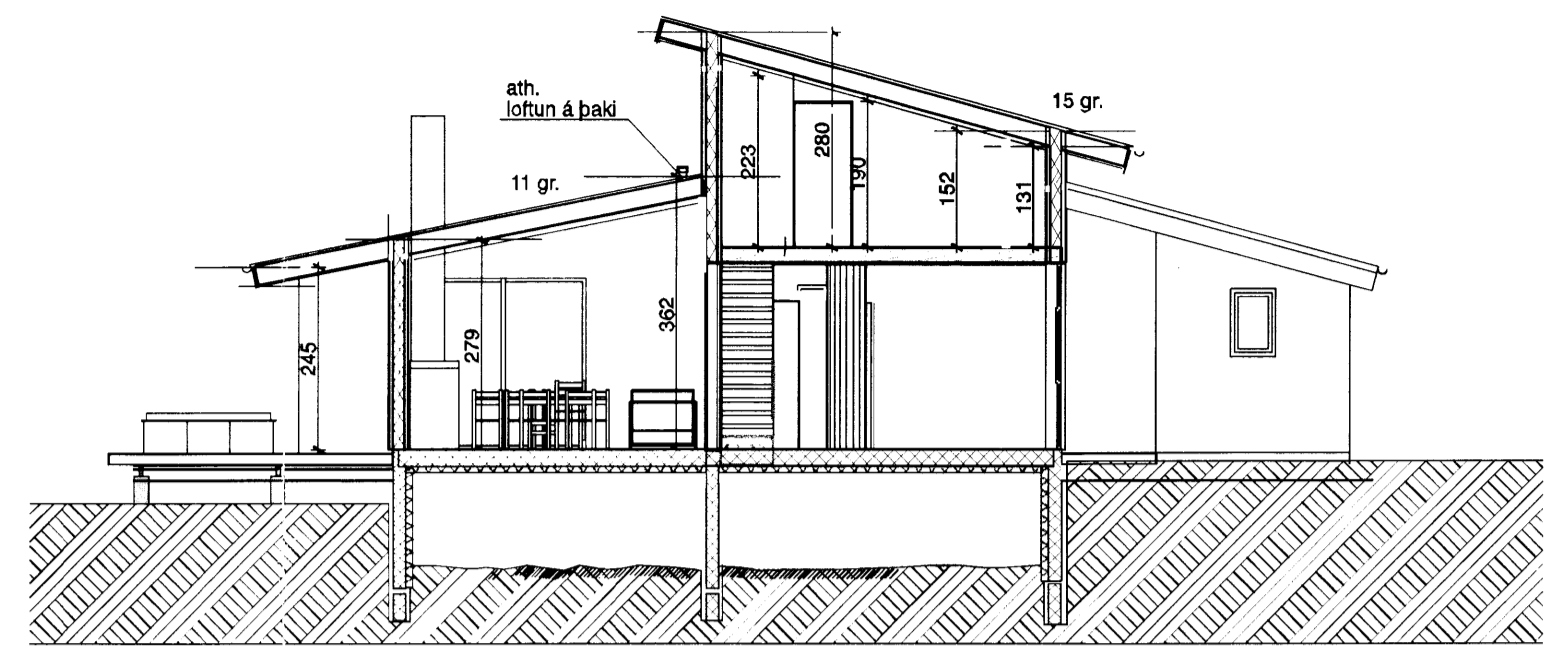 ath.
loftun á þaki
15 gr.
11 gr.
223
280
190
152
131
362
279
245